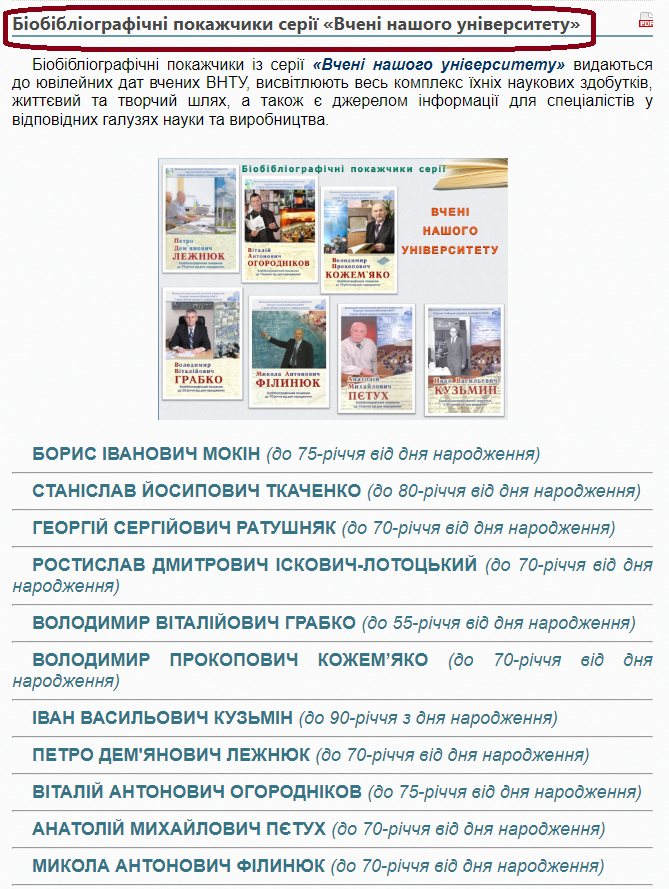 Біобібліографічні покажчики серії «Вчені нашого університету»
Біобібліографічні покажчики із серії «Вчені нашого університету» видаються
до ювілейних дат вчених ВНТУ, висвітлюють весь комплекс їхніх наукових здобутків,
життєвий та творчий шлях, а також є джерелом інформації для спеціалістів у
відповідних галузях науки та виробництва.
Біобібліографічні покажчики серії
ВЧЕНІ
НАШОГО
УНІВЕРСИТЕТУ
Петро
Дем'янович
ЛЕЖНЮК
Віталій
Антонович
ОГОРОДНІКОВ
Володимир
Прокопович
КОЖЕМ'ЯКО
Володимир
Віталійович
ГРАБКО
Микола Антонович
ФІЛИНЮК
Анатолій
Михайлович
ПЄТУХ
Иван Васильевич
КУЗЬМИН
БОРИС ІВАНОВИЧ МОКІН (до 75-річчя від дня народження)
СТАНІСЛАВ ЙОСИПОВИЧ ТКАЧЕНКО (до 80-річчя від дня народження)
ГЕОРГІЙ СЕРГІЙОВИЧ РАТУШНЯК (до 70-річчя від дня народження)
РОСТИСЛАВ ДМИТРОВИЧ ІСКОВИЧ-ЛОТОЦЬКИЙ (до 70-річчя від дня
народження)
ВОЛОДИМИР ВІТАЛІЙОВИЧ ГРАБКО (до 55-річчя від дня народження)
ВОЛОДИМИР ПРОКОПОВИЧ КОЖЕМ’ЯКО (до 70-річчя від дня
народження)
ІВАН ВАСИЛЬОВИЧ КУЗЬМІН (до 90-річчя з дня народження)
ПЕТРО ДЕМ'ЯНОВИЧ ЛЕЖНЮК (до 70-річчя від дня народження)
ВІТАЛІЙ АНТОНОВИЧ ОГОРОДНІКОВ (до 75-річчя від дня народження)
АНАТОЛІЙ МИХАЙЛОВИЧ ПЄТУХ (до 70-річчя від дня народження)
МИКОЛА АНТОНОВИЧ ФІЛИНЮК (до 70-річчя від дня народження)